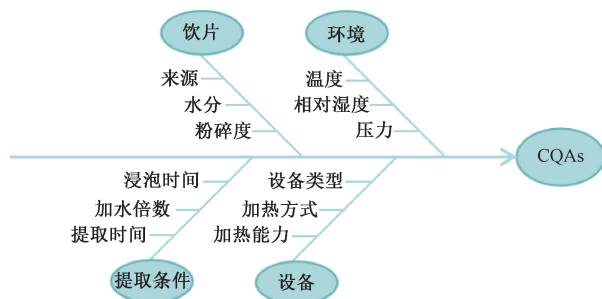 饮片
环境
来源
温度
水分
相对湿度
粉碎度
压力
CQAs
浸泡时间
设备类型
加水倍数
加热方式
提取时间
加热能力
提取条件
设备